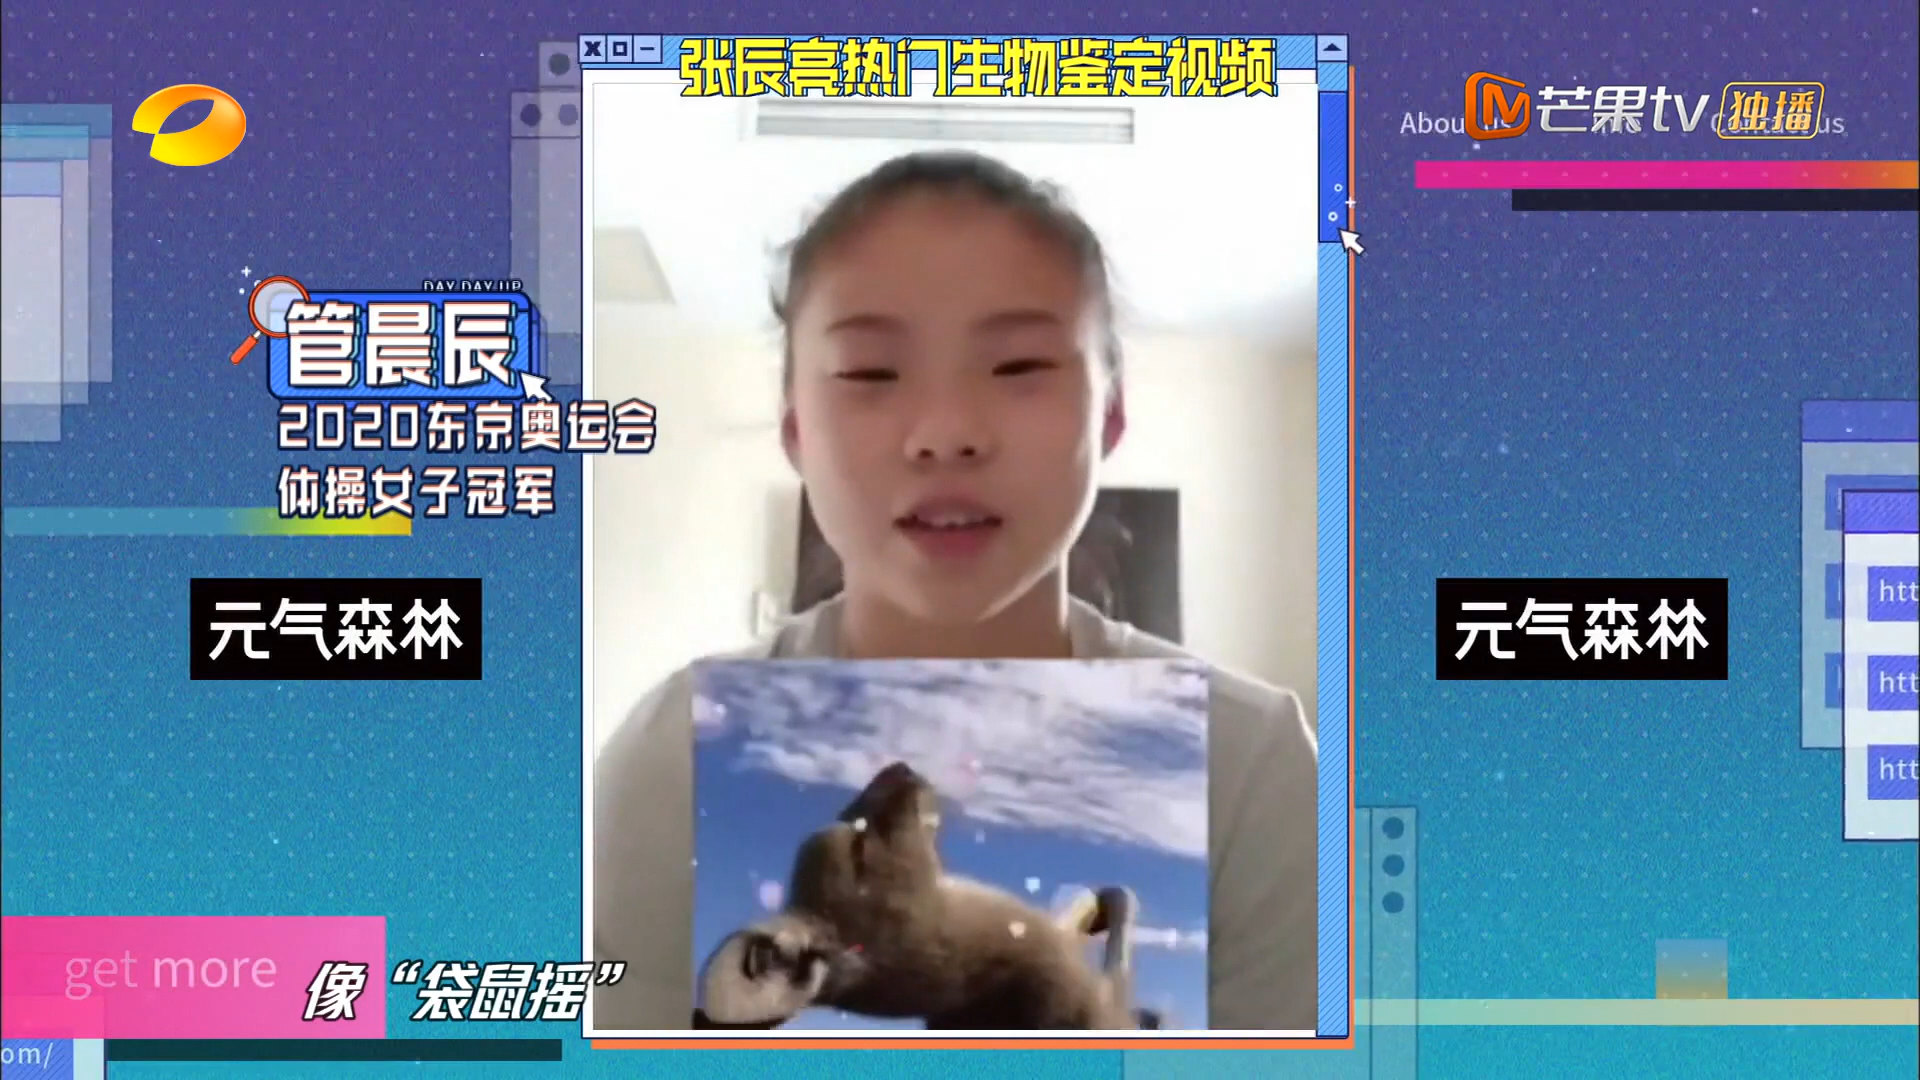 张辰亮热门生物鉴定视频
芒果tv 独播
DAY DAY UP
管晨辰
2020东京奥运会
体操女子冠军
元气森林
元气森林
htt
htt
htt
get more
像“袋鼠摇”
om/